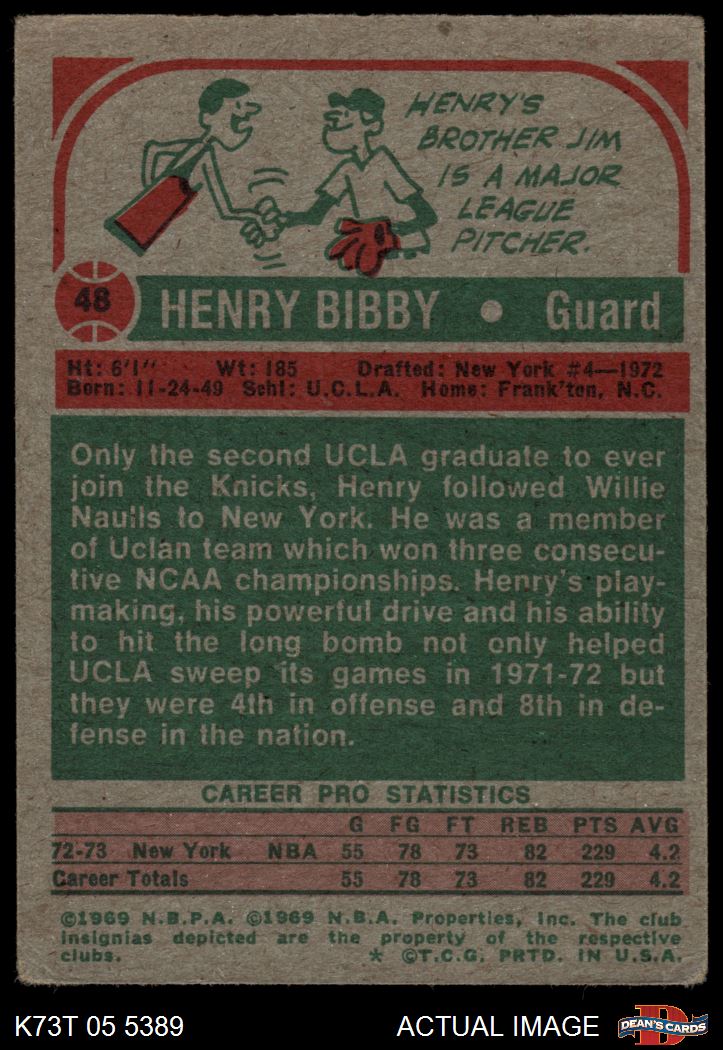 HENRY'S
BROTHER JIM
IS A MAJOR
LEAGUE
PITCHER.
48
HENRY BIBBY • Guard
Ht: 6'1" Wt: 185 Drafted: New York #4—1972
Born: 11-24-49 Schl: U.C.L.A. Home: Frank'ton, N.C.
Only the second UCLA graduate to ever
join the Knicks, Henry followed Willie
Naulls to New York. He was a member
of Uclan team which won three consecu-
tive NCAA championships. Henry's play-
making, his powerful drive and his ability
to hit the long bomb not only helped
UCLA sweep its games in 1971-72 but
they were 4th in offense and 8th in de-
fense in the nation.
CAREER PRO STATISTICS
G FG FT REB PTS AVG
72-73 New York NBA 55 78 73 82 229 4.2
Career Totals 55 78 73 82 229 4.2
©1969 N.B.P.A. ©1969 N.B.A. Properties, Inc. The club
insignias depicted are the property of the respective
clubs. * ©T.C.G. PRTD. IN U.S.A.
K73T 05 5389 ACTUAL IMAGE
D
DEAN'S CARDS